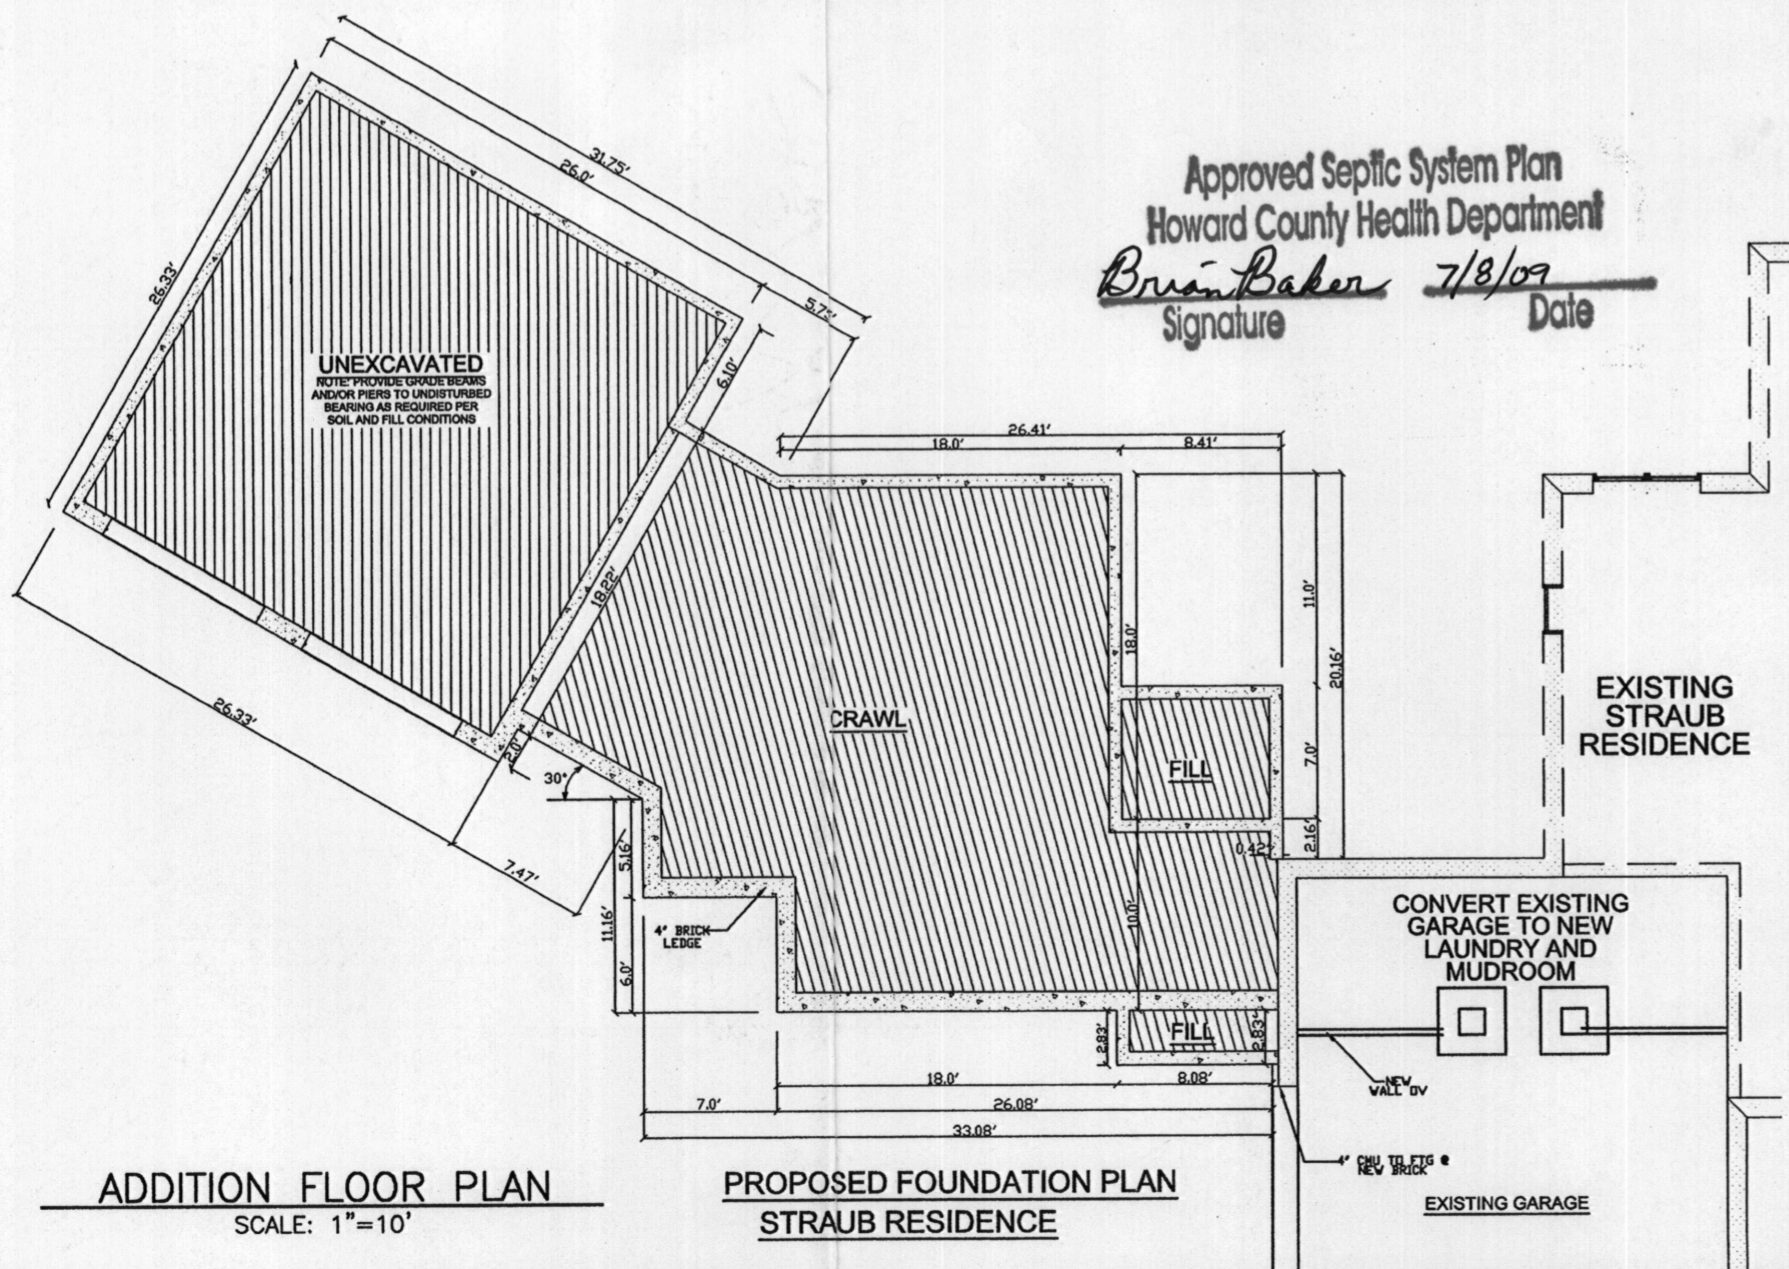 31.75'
26.0'
26.33'
5.75'
6.10'
Approved Septic System Plan
Howard County Health Department
Brian Baker 7/8/09
Signature Date
UNEXCAVATED
NOTE: PROVIDE GRADE BEAMS
AND/OR PIERS TO UNDISTURBED
BEARING AS REQUIRED PER
SOIL AND FILL CONDITIONS
26.41'
18.0' 8.41'
18.22'
11.0'
18.0'
20.16'
EXISTING
STRAUB
RESIDENCE
26.33'
CRAWL
2.0'
30°
FILL
7.0'
2.16'
0.42'
7.47'
5.16'
11.16'
6.0'
4" BRICK
LEDGE
10.0'
CONVERT EXISTING
GARAGE TO NEW
LAUNDRY AND
MUDROOM
2.83'
FILL
2.83'
18.0' 8.08'
7.0' 26.08'
33.08'
NEW
WALL OV
4" CMU TO FTG @
NEW BRICK
EXISTING GARAGE
ADDITION FLOOR PLAN
SCALE: 1"=10'
PROPOSED FOUNDATION PLAN
STRAUB RESIDENCE